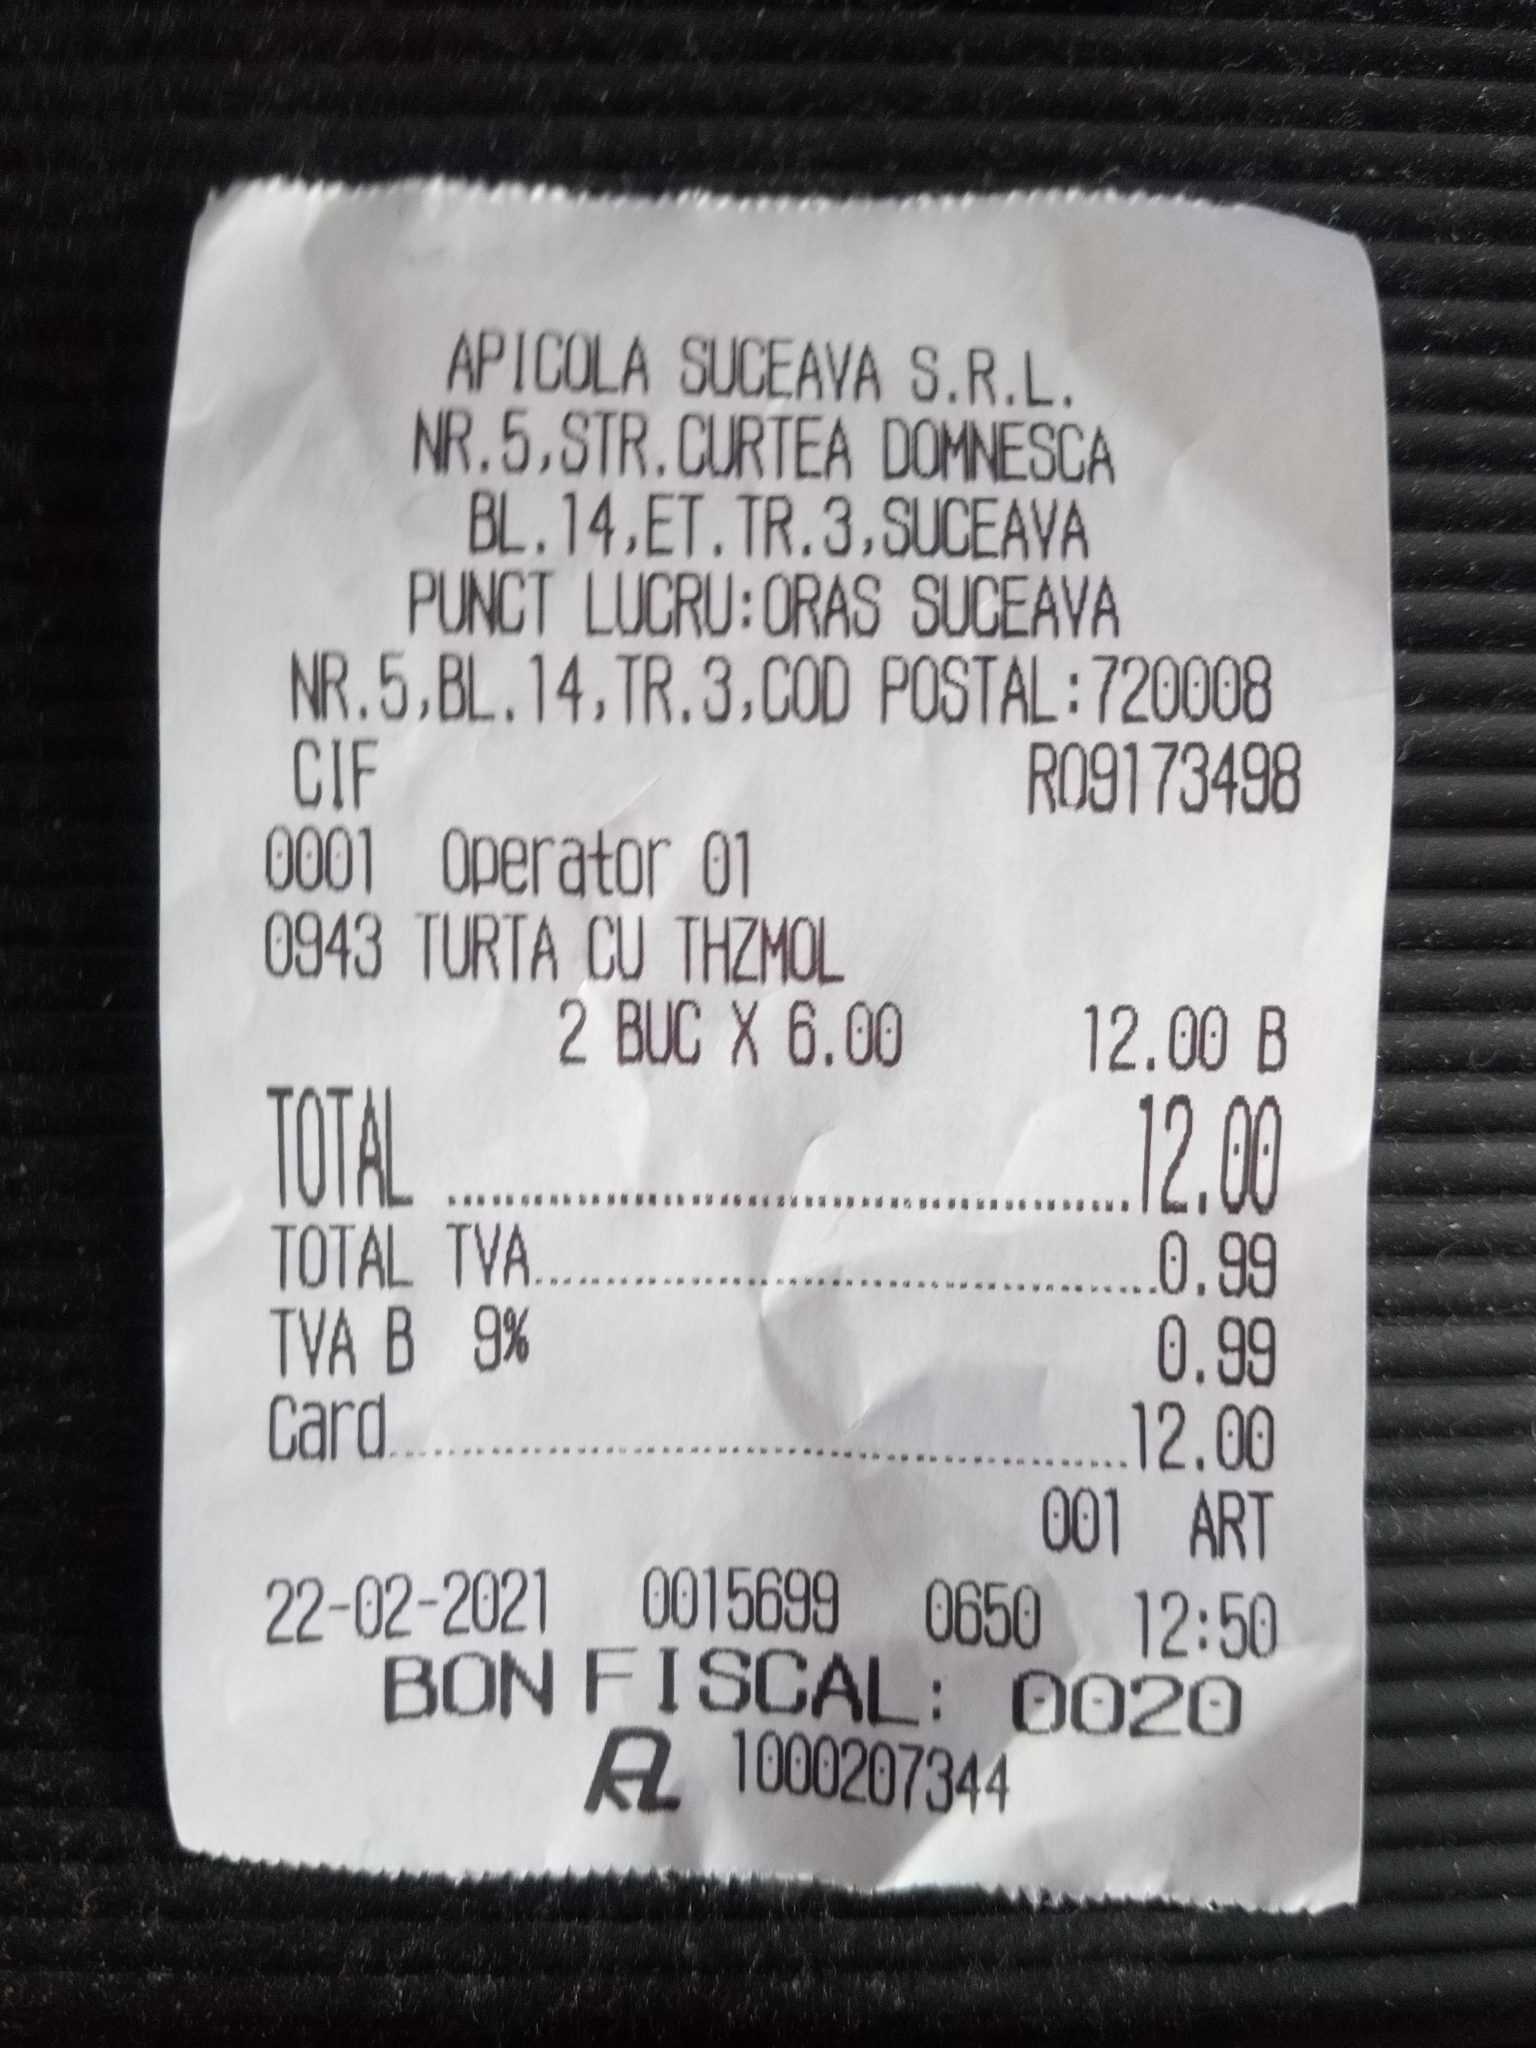 APICOLA SUCEAVA S.R.L.
NR.5,STR.CURTEA DOMNESCA
BL.14,ET.TR.3,SUCEAVA
PUNCT LUCRU:ORAS SUCEAVA
NR.5,BL.14,TR.3,COD POSTAL:720008
CIF RO9173498
0001 Operator 01
0943 TURTA CU THZMOL
2 BUC X 6.00 12.00 B
TOTAL ....................12.00
TOTAL TVA....................0.99
TVA B 9% 0.99
Card....................12.00
001 ART
22-02-2021 0015699 0650 12:50
BON FISCAL: 0020
1000207344